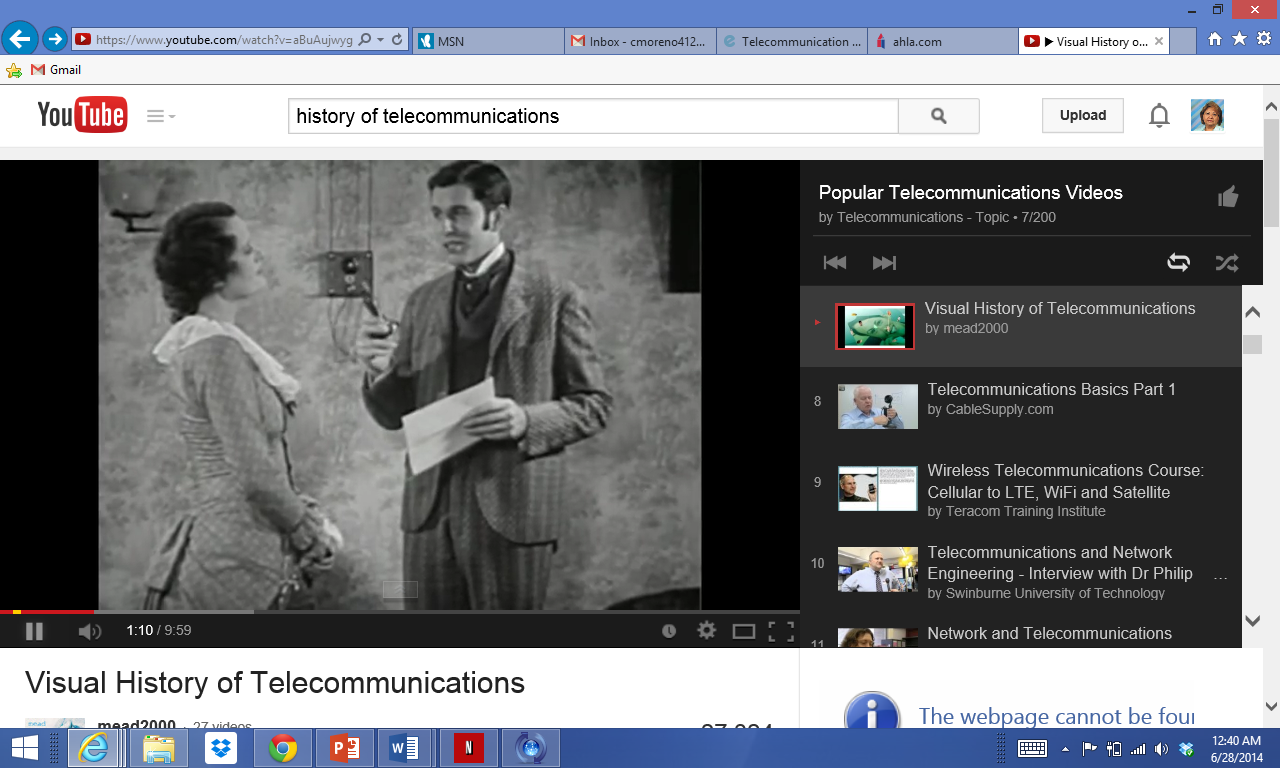 https://www.youtube.com/watch?v=aBuAujwyg
MSN
Inbox - cmoreno412...
Telecommunication ...
ahla.com
Visual History o...
Gmail
YouTube
history of telecommunications
Upload
Popular Telecommunications Videos
by Telecommunications - Topic • 7/200
Visual History of Telecommunications
by mead2000
8
Telecommunications Basics Part 1
by CableSupply.com
9
Wireless Telecommunications Course:
Cellular to LTE, WiFi and Satellite
by Teracom Training Institute
10
Telecommunications and Network
Engineering - Interview with Dr Philip ...
by Swinburne University of Technology
11
Network and Telecommunications
1:10 / 9:59
Visual History of Telecommunications
mead2000 · 27 videos
The webpage cannot be four
12:40 AM
6/28/2014